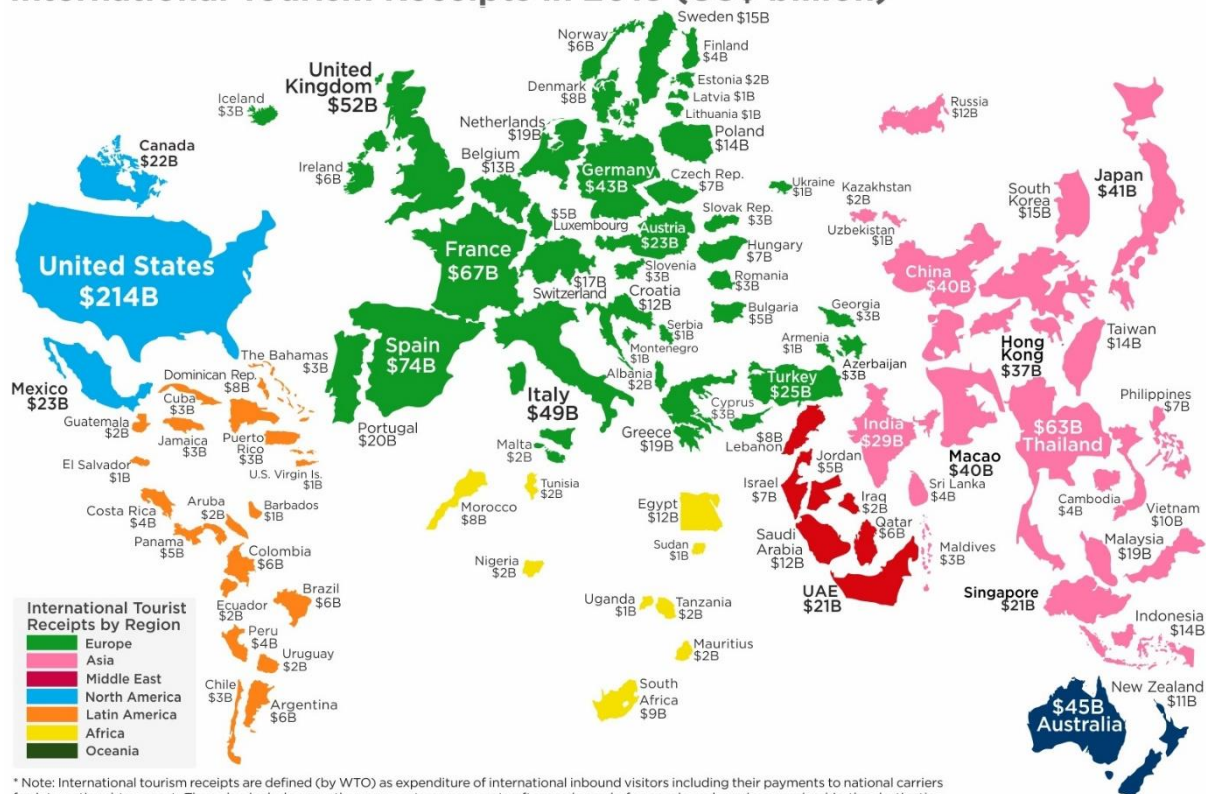 International Tourism Receipts in 2018 (US$ billion)
Sweden $15B
Norway
$6B
Finland
$4B
United
Kingdom
$52B
Denmark
$8B
Estonia $2B
Latvia $1B
Lithuania $1B
Iceland
$3B
Russia
$12B
Netherlands
$19B
Poland
$14B
Canada
$22B
Belgium
$13B
Ireland
$6B
Germany
$43B
Czech Rep.
$7B
Ukraine
$1B
Kazakhstan
$2B
South
Korea
$15B
Japan
$41B
$5B
Luxembourg
Slovak Rep.
$3B
Uzbekistan
$1B
Austria
$23B
France
$67B
Hungary
$7B
United States
$214B
Slovenia
$3B
China
$40B
$17B
Switzerland
Croatia
$12B
Romania
$3B
Bulgaria
$5B
Georgia
$3B
Serbia
$1B
Montenegro
$1B
Armenia
$1B
Taiwan
$14B
Spain
$74B
Hong
Kong
$37B
The Bahamas
$3B
Albania
$2B
Azerbaijan
$3B
Dominican Rep.
$8B
Mexico
$23B
Italy
$49B
Turkey
$25B
Philippines
$7B
Cuba
$3B
Cyprus
$3B
Guatemala
$2B
Portugal
$20B
Greece
$19B
India
$29B
$63B
Thailand
Jamaica
$3B
Puerto
Rico
$3B
Malta
$2B
$8B
Lebanon
Macao
$40B
El Salvador
$1B
U.S. Virgin Is.
$1B
Jordan
$5B
Israel
$7B
Tunisia
$2B
Sri Lanka
$4B
Iraq
$2B
Cambodia
$4B
Costa Rica
$4B
Aruba
$2B
Barbados
$1B
Morocco
$8B
Egypt
$12B
Vietnam
$10B
Qatar
$6B
Panama
$5B
Saudi
Arabia
$12B
Sudan
$1B
Maldives
$3B
Malaysia
$19B
Colombia
$6B
Nigeria
$2B
UAE
$21B
Singapore
$21B
Brazil
$6B
Uganda
$1B
Tanzania
$2B
Ecuador
$2B
Indonesia
$14B
International Tourist
Receipts by Region
Europe
Asia
Middle East
North America
Latin America
Africa
Oceania
Peru
$4B
Uruguay
$2B
Mauritius
$2B
Chile
$3B
Argentina
$6B
South
Africa
$9B
$45B
Australia
New Zealand
$11B
* Note: International tourism receipts are defined (by WTO) as expenditure of international inbound visitors including their payments to national carriers